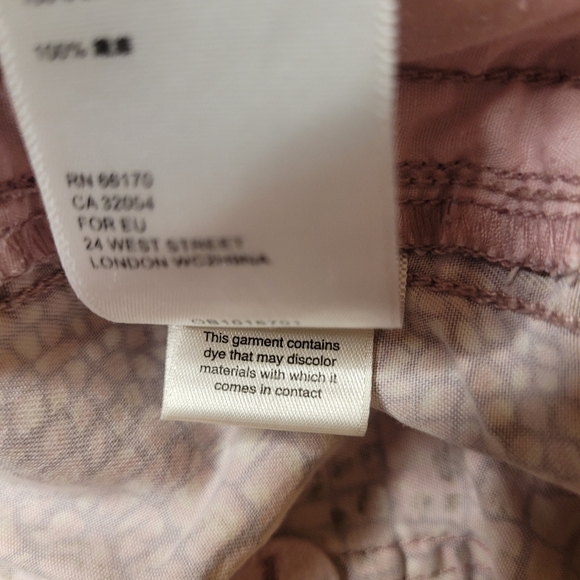 100%
RN 66170
CA 32054
FOR EU
24 WEST STREET
LONDON
This garment contains
dye that may discolor
materials with which it
comes in contact